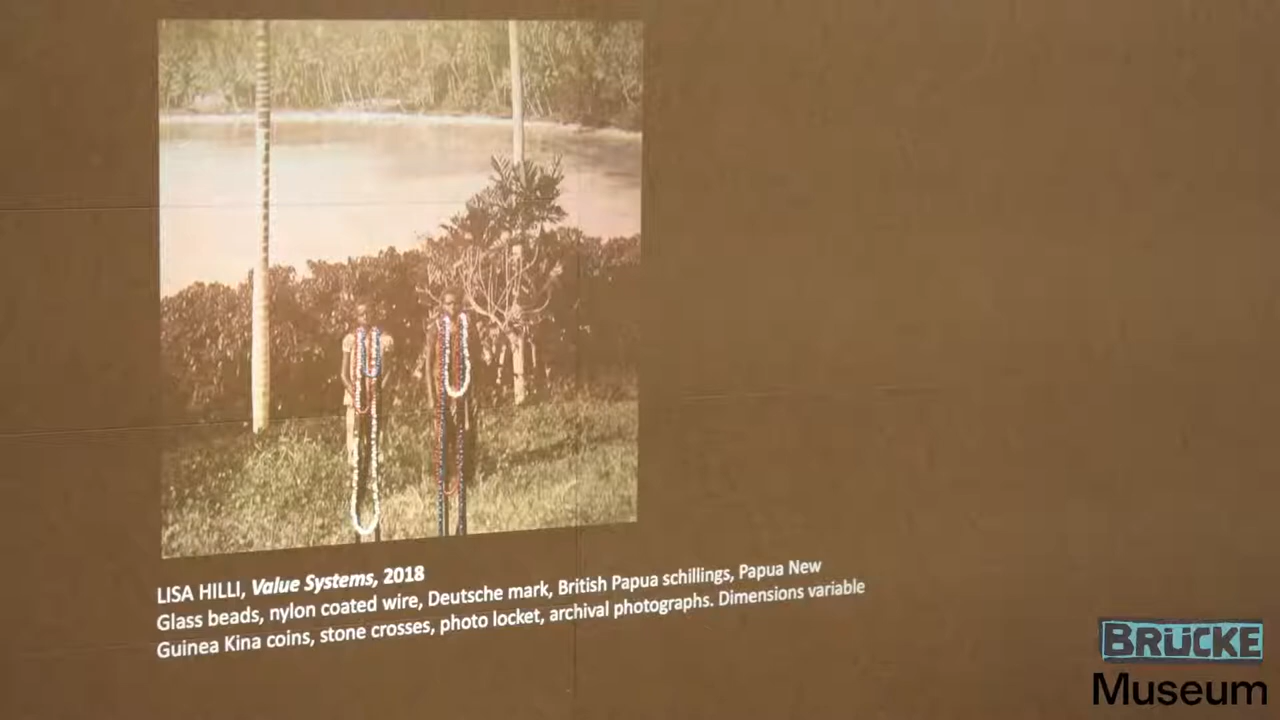 LISA HILLI, Value Systems, 2018
Glass beads, nylon coated wire, Deutsche mark, British Papua schillings, Papua New
Guinea Kina coins, stone crosses, photo locket, archival photographs. Dimensions variable
BRÜCKE
Museum